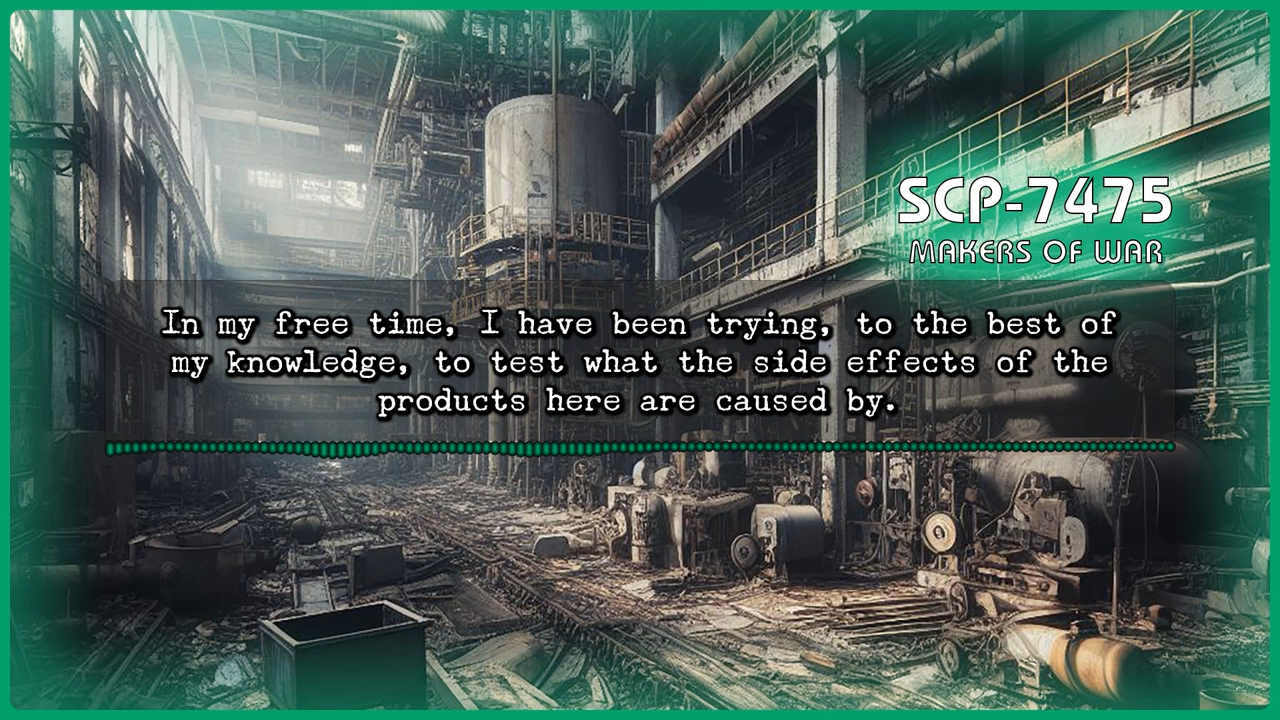 SCP-7475
MAKERS OF WAR
In my free time, I have been trying, to the best of
my knowledge, to test what the side effects of the
products here are caused by.